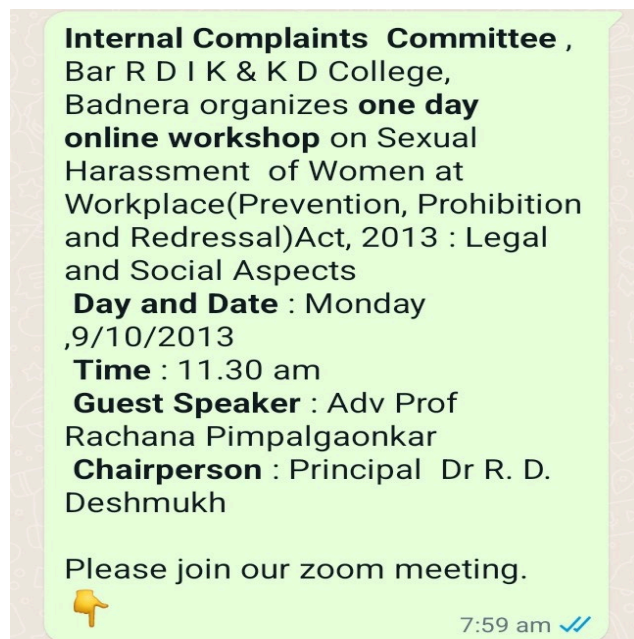 Internal Complaints  Committee ,
Bar R D I K & K D College,
Badnera organizes one day
online workshop on Sexual
Harassment  of Women at
Workplace(Prevention, Prohibition
and Redressal)Act, 2013 : Legal
and Social Aspects
Day and Date : Monday
,9/10/2013
Time : 11.30 am
Guest Speaker : Adv Prof
Rachana Pimpalgaonkar
Chairperson : Principal  Dr R. D.
Deshmukh
Please join our zoom meeting.
👇
7:59 am